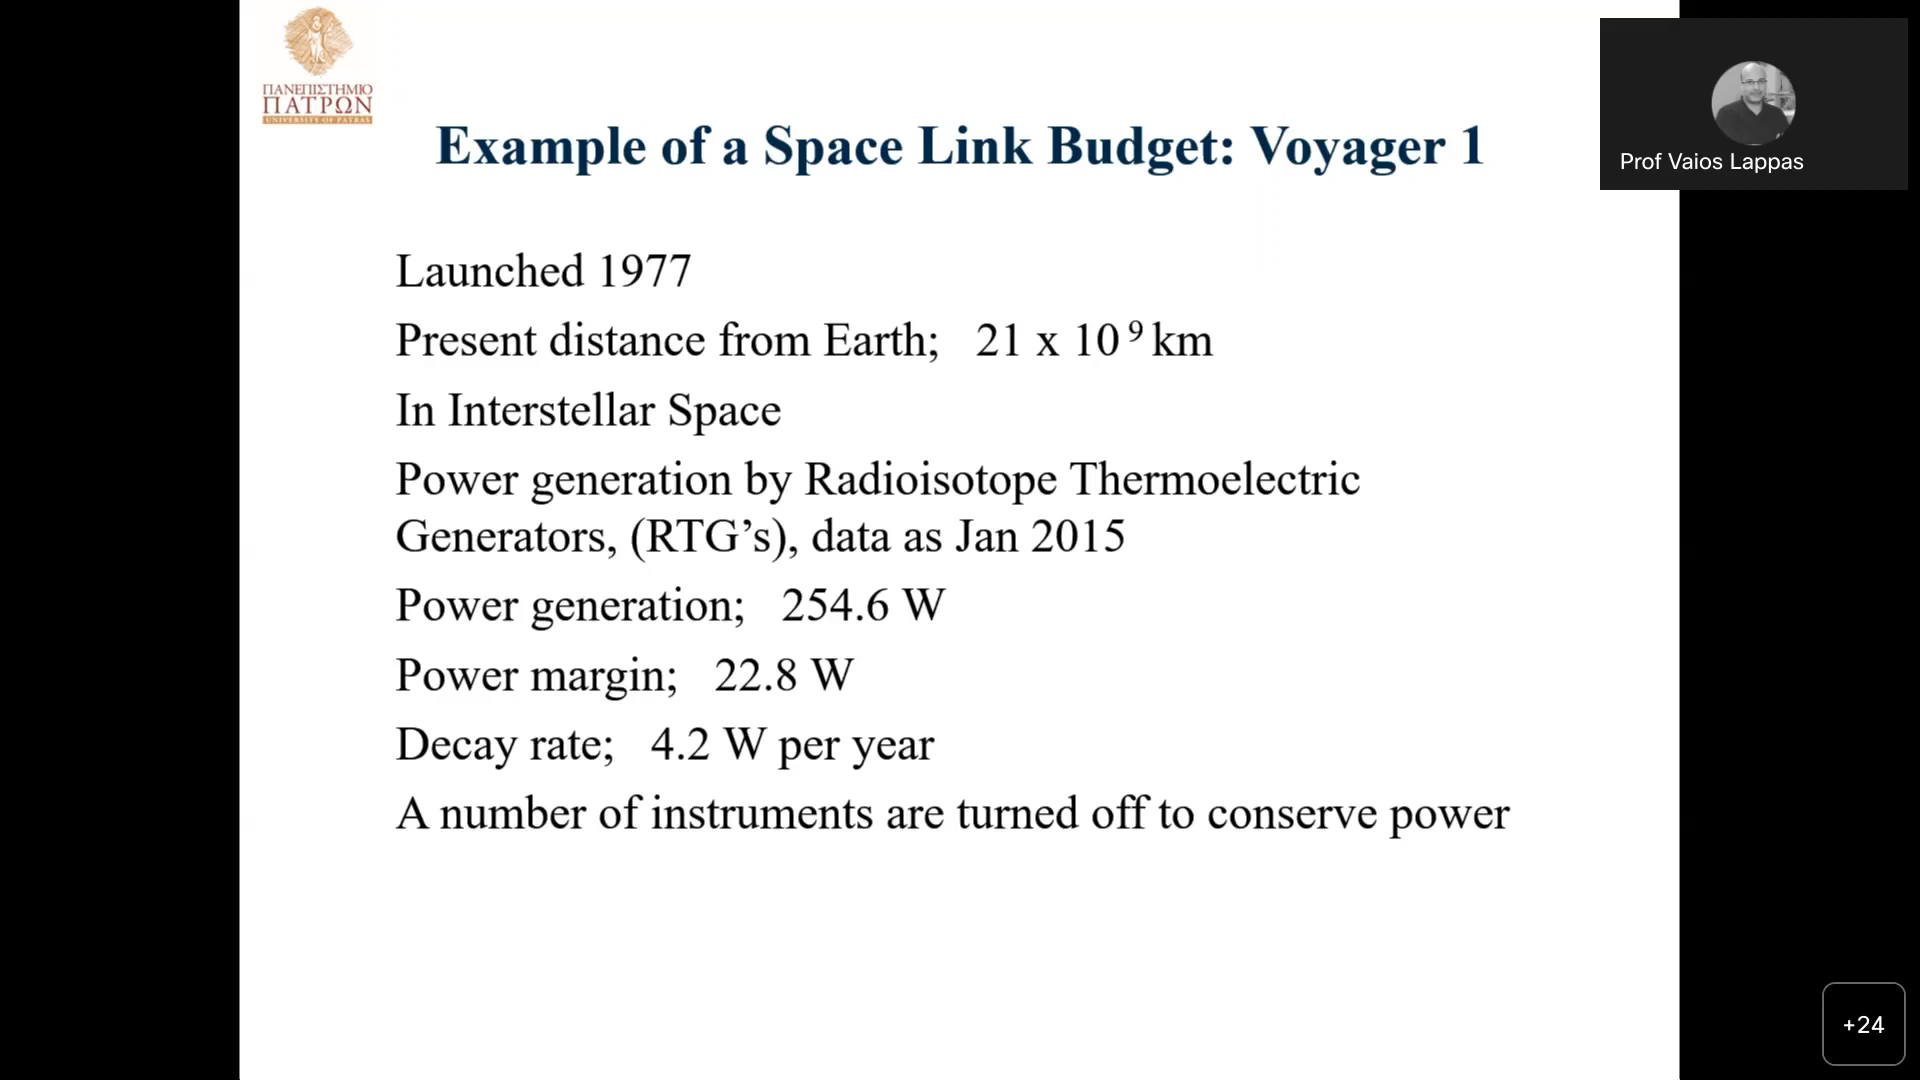 ΠΑΝΕΠΙΣΤΗΜΙΟ
ΠΑΤΡΩΝ
UNIVERSITY OF PATRAS
Example of a Space Link Budget: Voyager 1
Prof Vaios Lappas
Launched 1977
Present distance from Earth; 21 x 10⁹ km
In Interstellar Space
Power generation by Radioisotope Thermoelectric
Generators, (RTG’s), data as Jan 2015
Power generation; 254.6 W
Power margin; 22.8 W
Decay rate; 4.2 W per year
A number of instruments are turned off to conserve power
+24